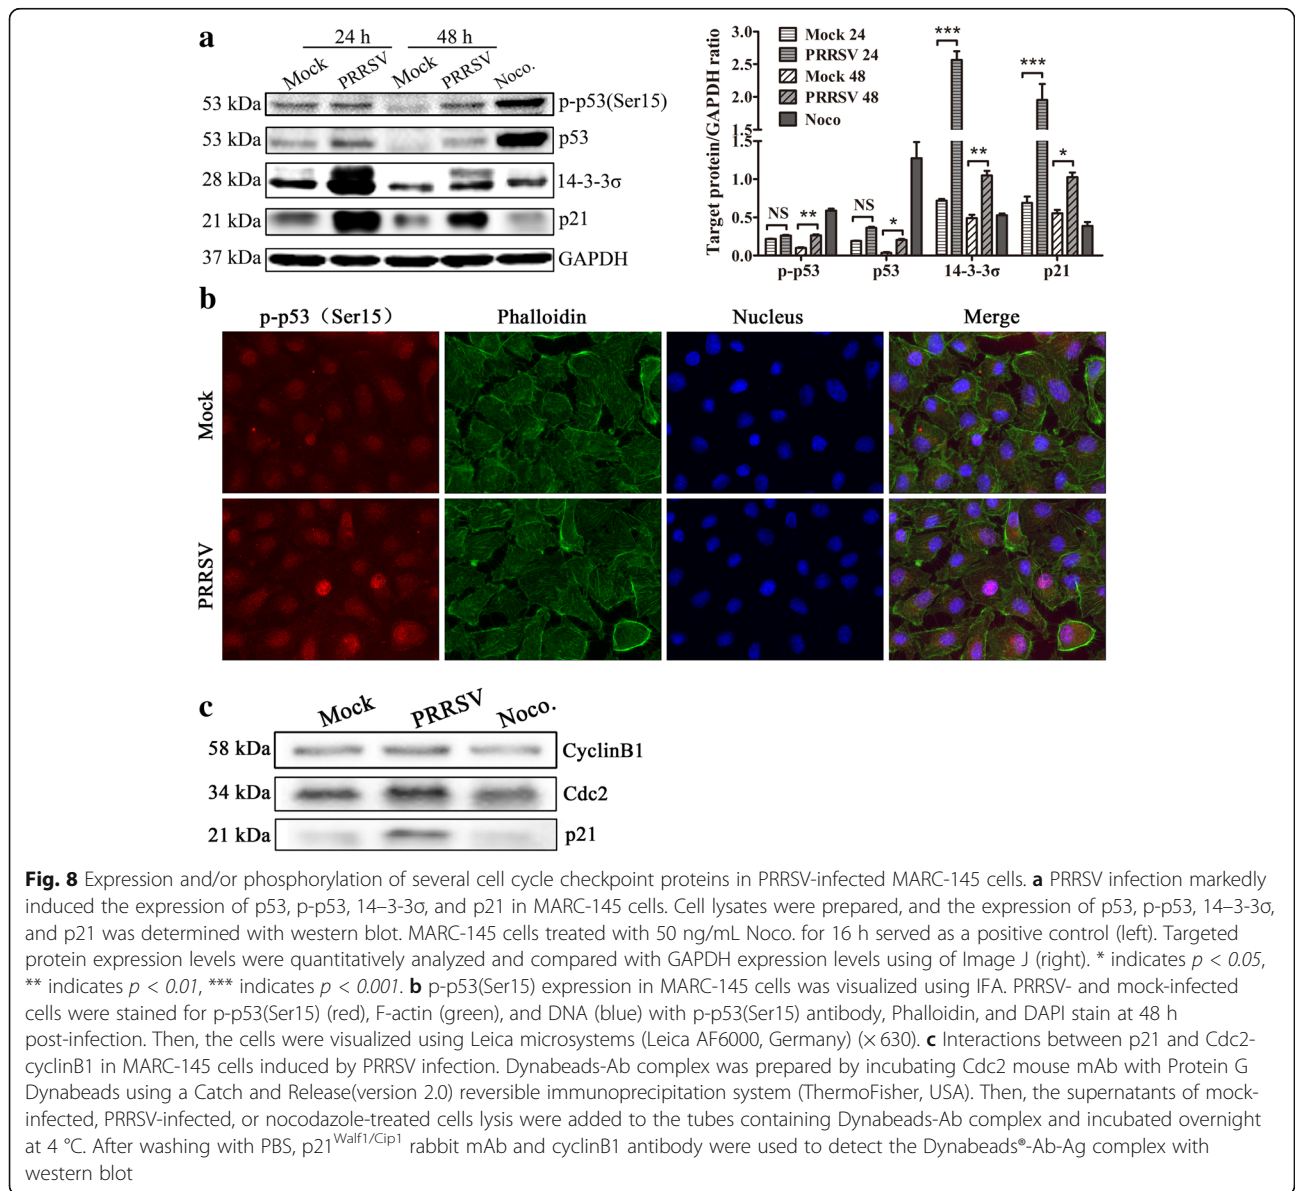 a
24 h 48 h
Mock PRRSV Mock PRRSV Noco.
53 kDa p-p53(Ser15)
53 kDa p53
28 kDa 14-3-3σ
21 kDa p21
37 kDa GAPDH
Target protein/GAPDH ratio
3.0
2.5
2.0
1.5
1.5
1.0
0.5
0.0
Mock 24
PRRSV 24
Mock 48
PRRSV 48
Noco
NS ** NS * *** ** *** *
p-p53 p53 14-3-3σ p21
b
p-p53（Ser15） Phalloidin Nucleus Merge
Mock
PRRSV
c
Mock PRRSV Noco.
58 kDa CyclinB1
34 kDa Cdc2
21 kDa p21
Fig. 8 Expression and/or phosphorylation of several cell cycle checkpoint proteins in PRRSV-infected MARC-145 cells. a PRRSV infection markedly
induced the expression of p53, p-p53, 14–3-3σ, and p21 in MARC-145 cells. Cell lysates were prepared, and the expression of p53, p-p53, 14–3-3σ,
and p21 was determined with western blot. MARC-145 cells treated with 50 ng/mL Noco. for 16 h served as a positive control (left). Targeted
protein expression levels were quantitatively analyzed and compared with GAPDH expression levels using of Image J (right). * indicates p < 0.05,
** indicates p < 0.01, *** indicates p < 0.001. b p-p53(Ser15) expression in MARC-145 cells was visualized using IFA. PRRSV- and mock-infected
cells were stained for p-p53(Ser15) (red), F-actin (green), and DNA (blue) with p-p53(Ser15) antibody, Phalloidin, and DAPI stain at 48 h
post-infection. Then, the cells were visualized using Leica microsystems (Leica AF6000, Germany) (× 630). c Interactions between p21 and Cdc2-
cyclinB1 in MARC-145 cells induced by PRRSV infection. Dynabeads-Ab complex was prepared by incubating Cdc2 mouse mAb with Protein G
Dynabeads using a Catch and Release(version 2.0) reversible immunoprecipitation system (ThermoFisher, USA). Then, the supernatants of mock-
infected, PRRSV-infected, or nocodazole-treated cells lysis were added to the tubes containing Dynabeads-Ab complex and incubated overnight
at 4 °C. After washing with PBS, p21Walf1/Cip1 rabbit mAb and cyclinB1 antibody were used to detect the Dynabeads®-Ab-Ag complex with
western blot